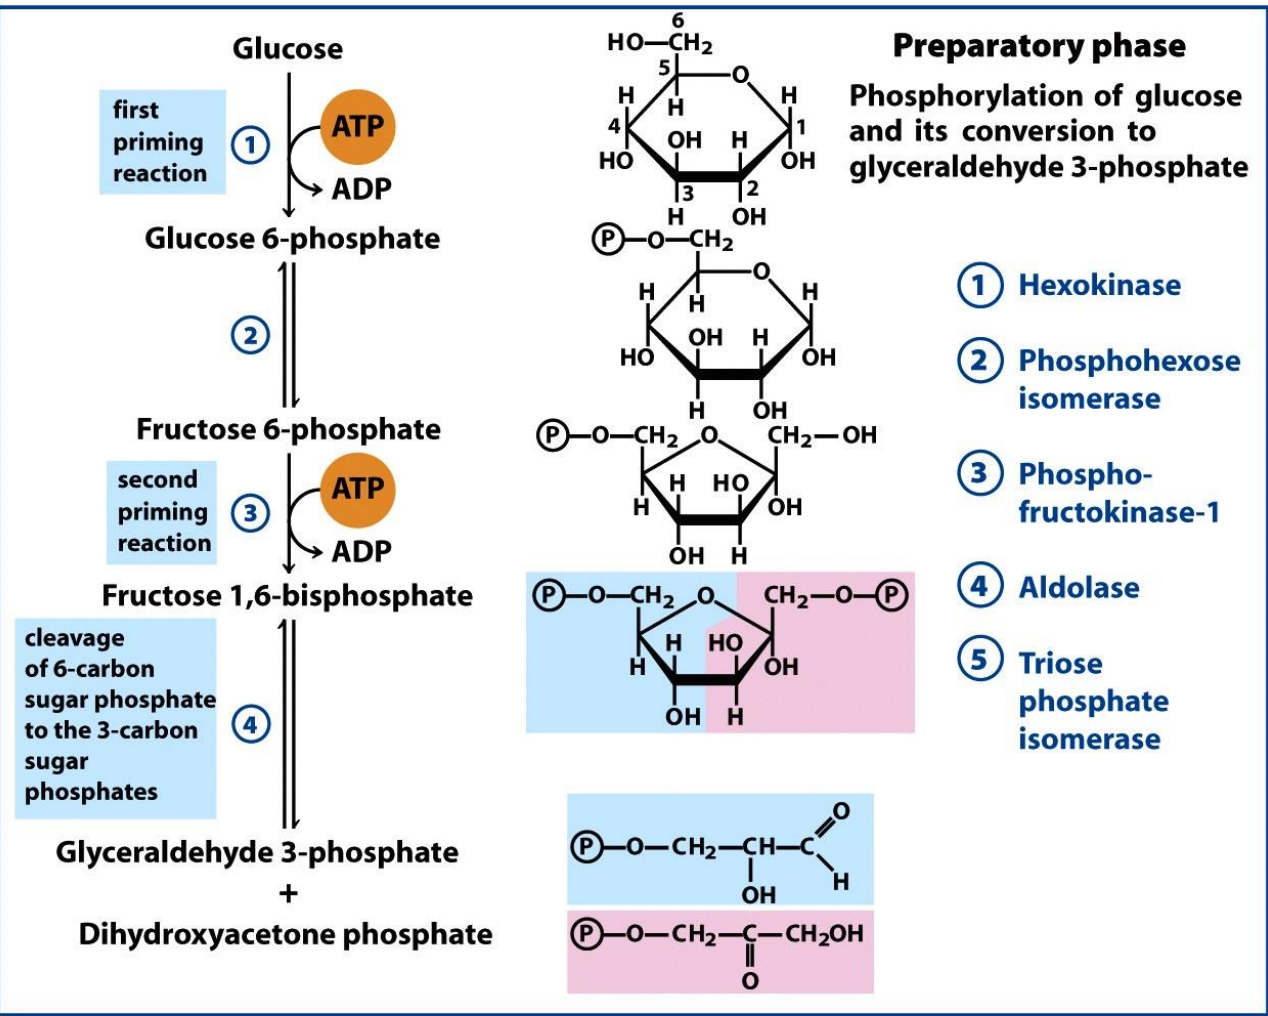 Glucose
first
priming
reaction
1
ATP
ADP
Glucose 6-phosphate
2
Fructose 6-phosphate
second
priming
reaction
3
ATP
ADP
Fructose 1,6-bisphosphate
cleavage
of 6-carbon
sugar phosphate
to the 3-carbon
sugar
phosphates
4
Glyceraldehyde 3-phosphate
+
Dihydroxyacetone phosphate
6
HO—CH₂
5 O
H H H
4 1
OH H
HO OH
3 2
H OH
P—O—CH₂
O
H H H
OH H
HO OH
H OH
P—O—CH₂ O CH₂—OH
H HO
H OH
OH H
P—O—CH₂ O CH₂—O—P
H HO
H OH
OH H
O
P—O—CH₂—CH—C
OH H
P—O—CH₂—C—CH₂OH
O
Preparatory phase
Phosphorylation of glucose
and its conversion to
glyceraldehyde 3-phosphate
1 Hexokinase
2 Phosphohexose
isomerase
3 Phospho-
fructokinase-1
4 Aldolase
5 Triose
phosphate
isomerase